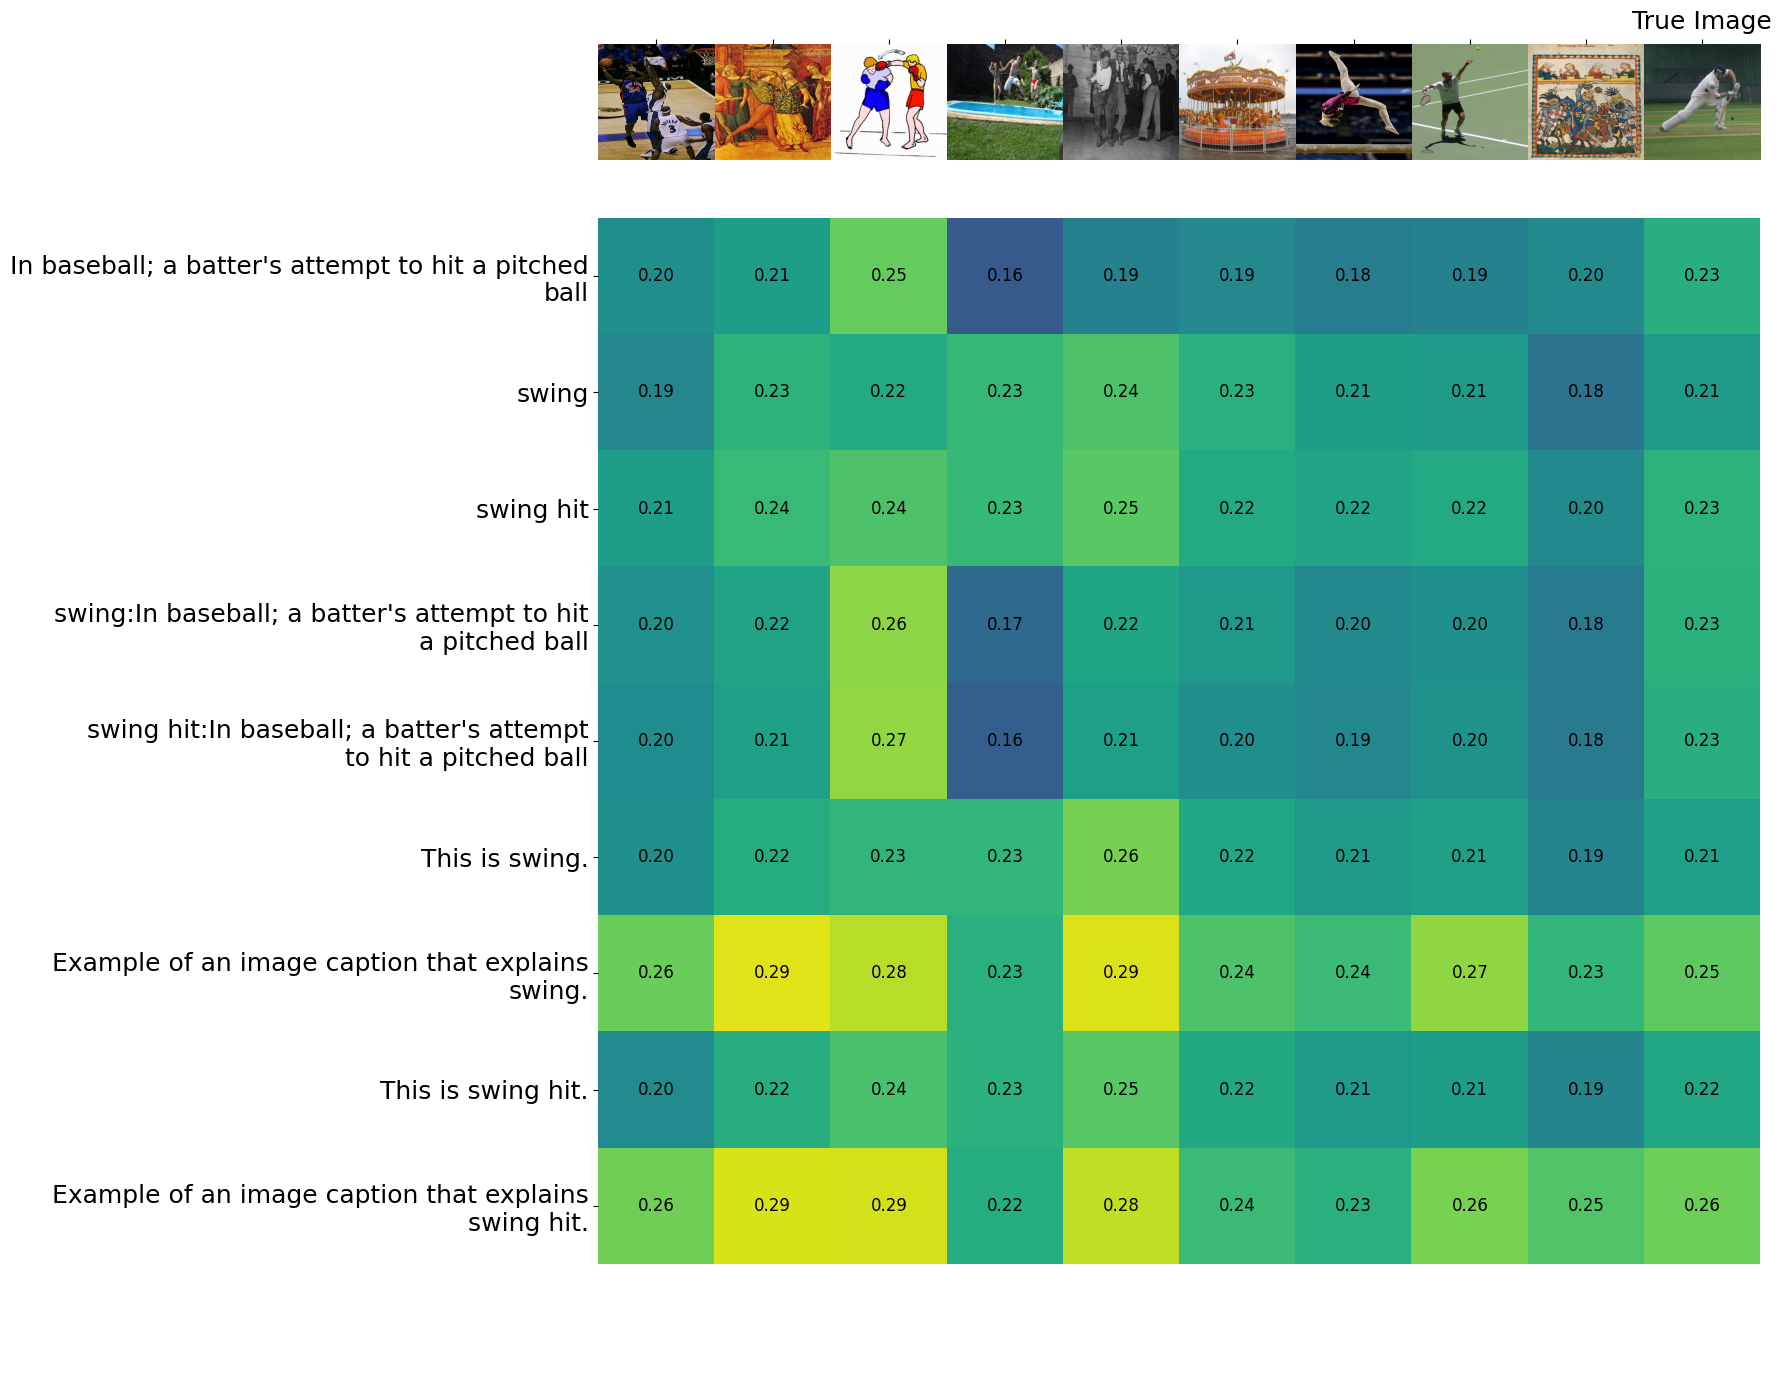 True Image
In baseball; a batter's attempt to hit a pitched
ball
0.20 0.21 0.25 0.16 0.19 0.19 0.18 0.19 0.20 0.23
swing
0.19 0.23 0.22 0.23 0.24 0.23 0.21 0.21 0.18 0.21
swing hit
0.21 0.24 0.24 0.23 0.25 0.22 0.22 0.22 0.20 0.23
swing:In baseball; a batter's attempt to hit
a pitched ball
0.20 0.22 0.26 0.17 0.22 0.21 0.20 0.20 0.18 0.23
swing hit:In baseball; a batter's attempt
to hit a pitched ball
0.20 0.21 0.27 0.16 0.21 0.20 0.19 0.20 0.18 0.23
This is swing.
0.20 0.22 0.23 0.23 0.26 0.22 0.21 0.21 0.19 0.21
Example of an image caption that explains
swing.
0.26 0.29 0.28 0.23 0.29 0.24 0.24 0.27 0.23 0.25
This is swing hit.
0.20 0.22 0.24 0.23 0.25 0.22 0.21 0.21 0.19 0.22
Example of an image caption that explains
swing hit.
0.26 0.29 0.29 0.22 0.28 0.24 0.23 0.26 0.25 0.26